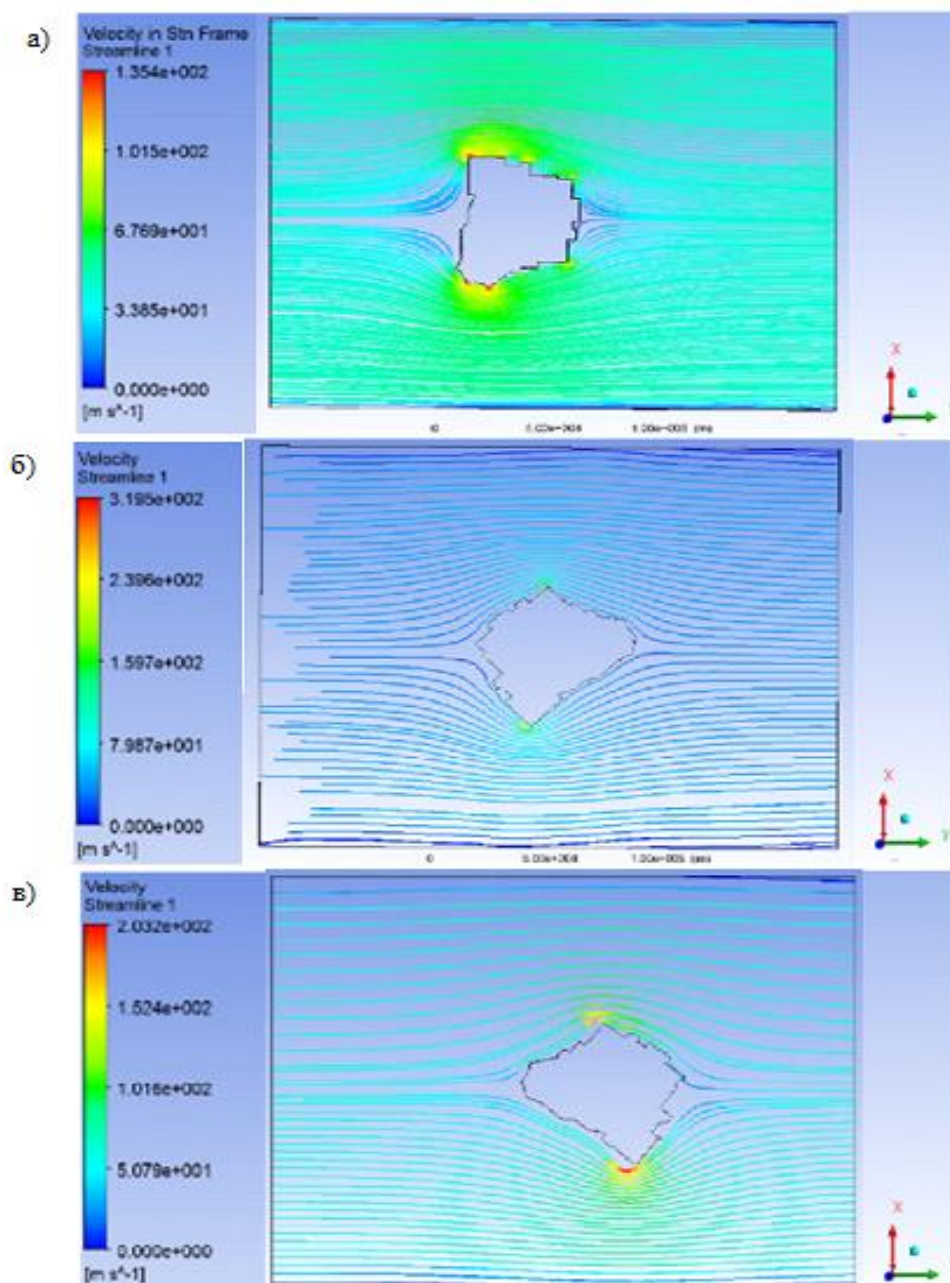 а)
Velocity in Stn Frame
Streamline 1
1.354e+002
1.015e+002
6.769e+001
3.385e+001
0.000e+000
[m s^-1]
0
X
б)
Velocity
Streamline 1
3.195e+002
2.396e+002
1.597e+002
7.987e+001
0.000e+000
[m s^-1]
0
X
Y
в)
Velocity
Streamline 1
2.032e+002
1.524e+002
1.016e+002
5.079e+001
0.000e+000
[m s^-1]
X